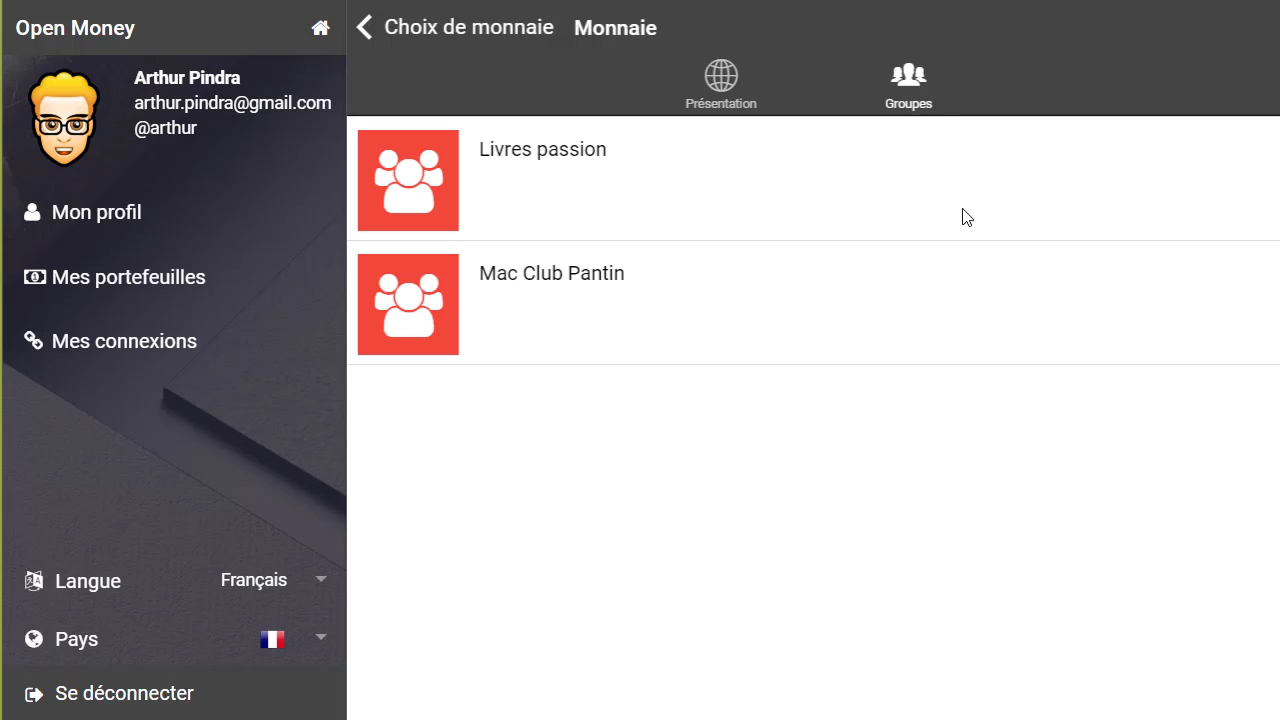 Open Money
Arthur Pindra
arthur.pindra@gmail.com
@arthur
Mon profil
Mes portefeuilles
Mes connexions
Langue Français
Pays
Se déconnecter
Choix de monnaie Monnaie
Présentation Groupes
Livres passion
Mac Club Pantin